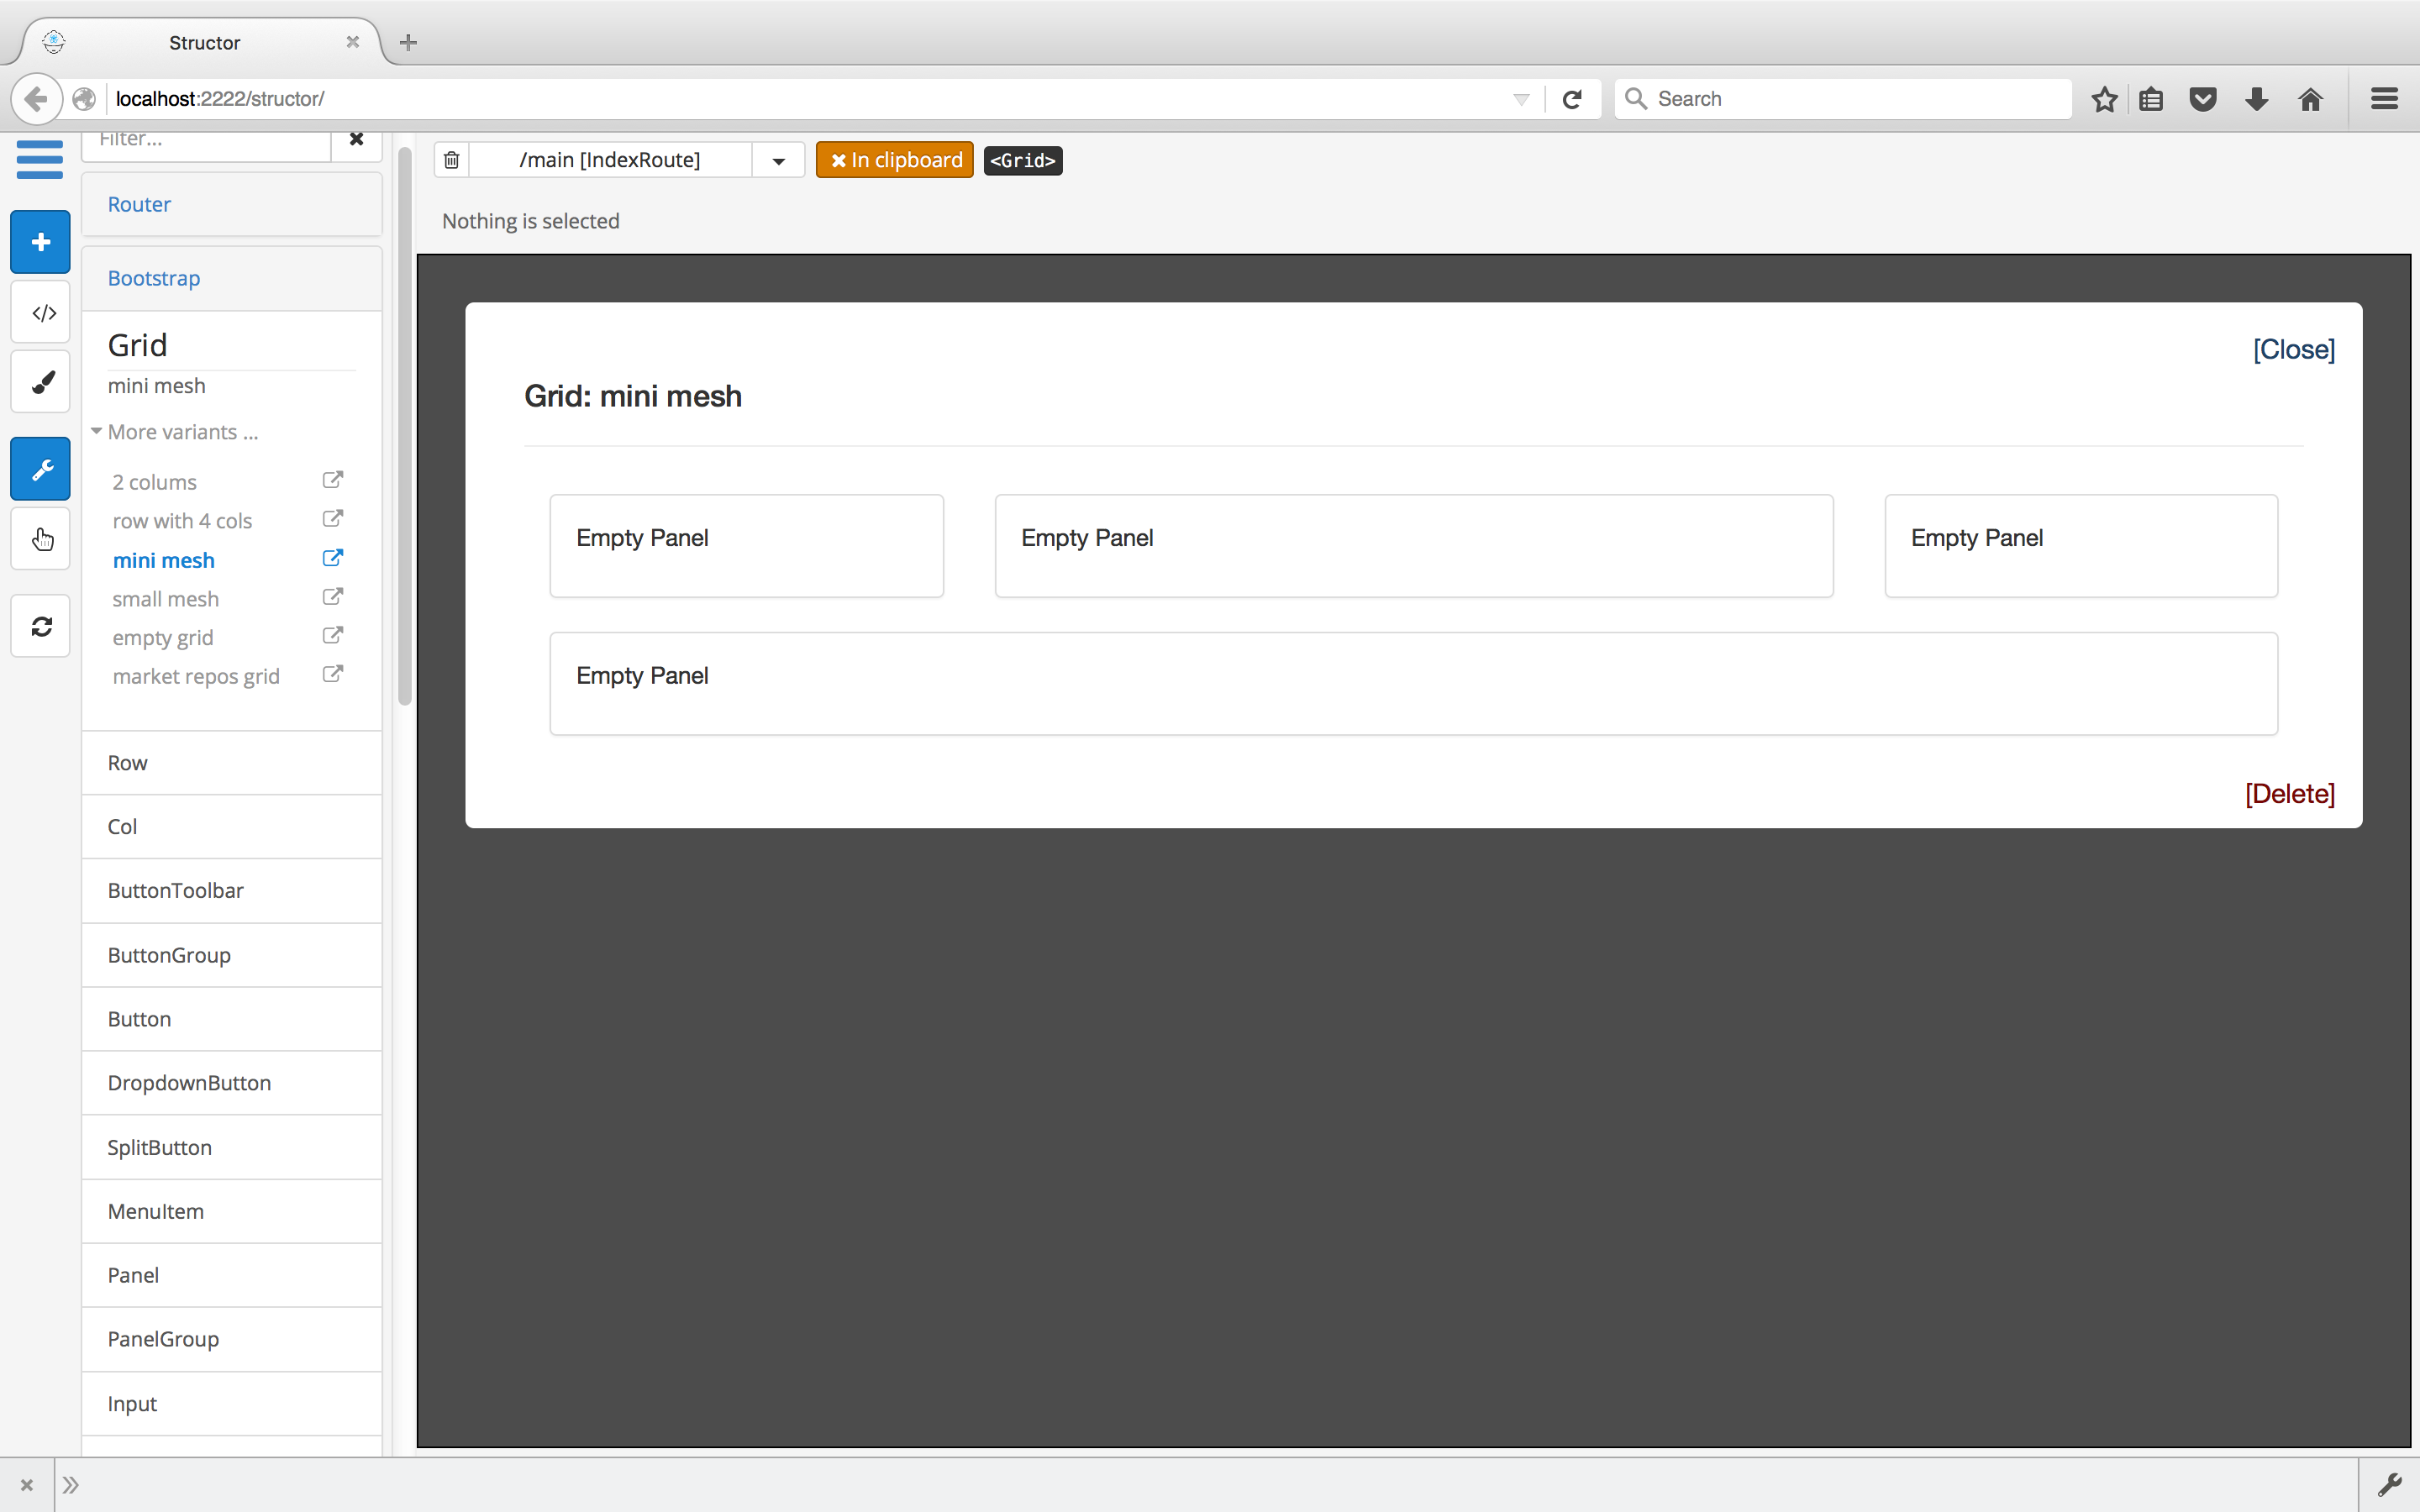 Structor
localhost:2222/structor/
Search
Filter...
/main [IndexRoute]
In clipboard
<Grid>
Nothing is selected
Router
Bootstrap
Grid
mini mesh
More variants ...
2 colums
row with 4 cols
mini mesh
small mesh
empty grid
market repos grid
Row
Col
ButtonToolbar
ButtonGroup
Button
DropdownButton
SplitButton
MenuItem
Panel
PanelGroup
Input
[Close]
Grid: mini mesh
Empty Panel
Empty Panel
Empty Panel
Empty Panel
[Delete]